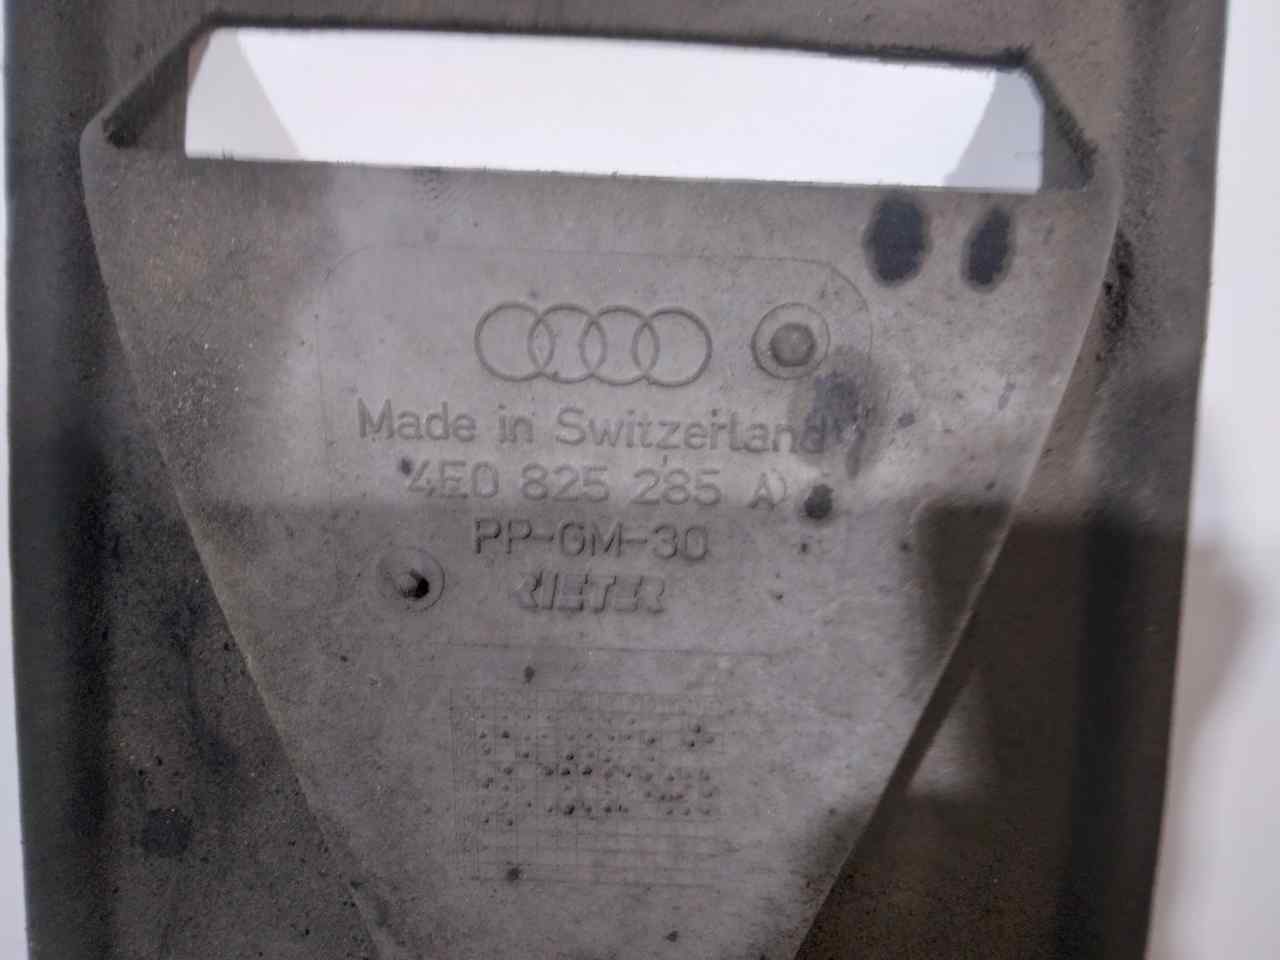 Made in Switzerland
4E0 825 285 A
PP-GM-30
RIETER